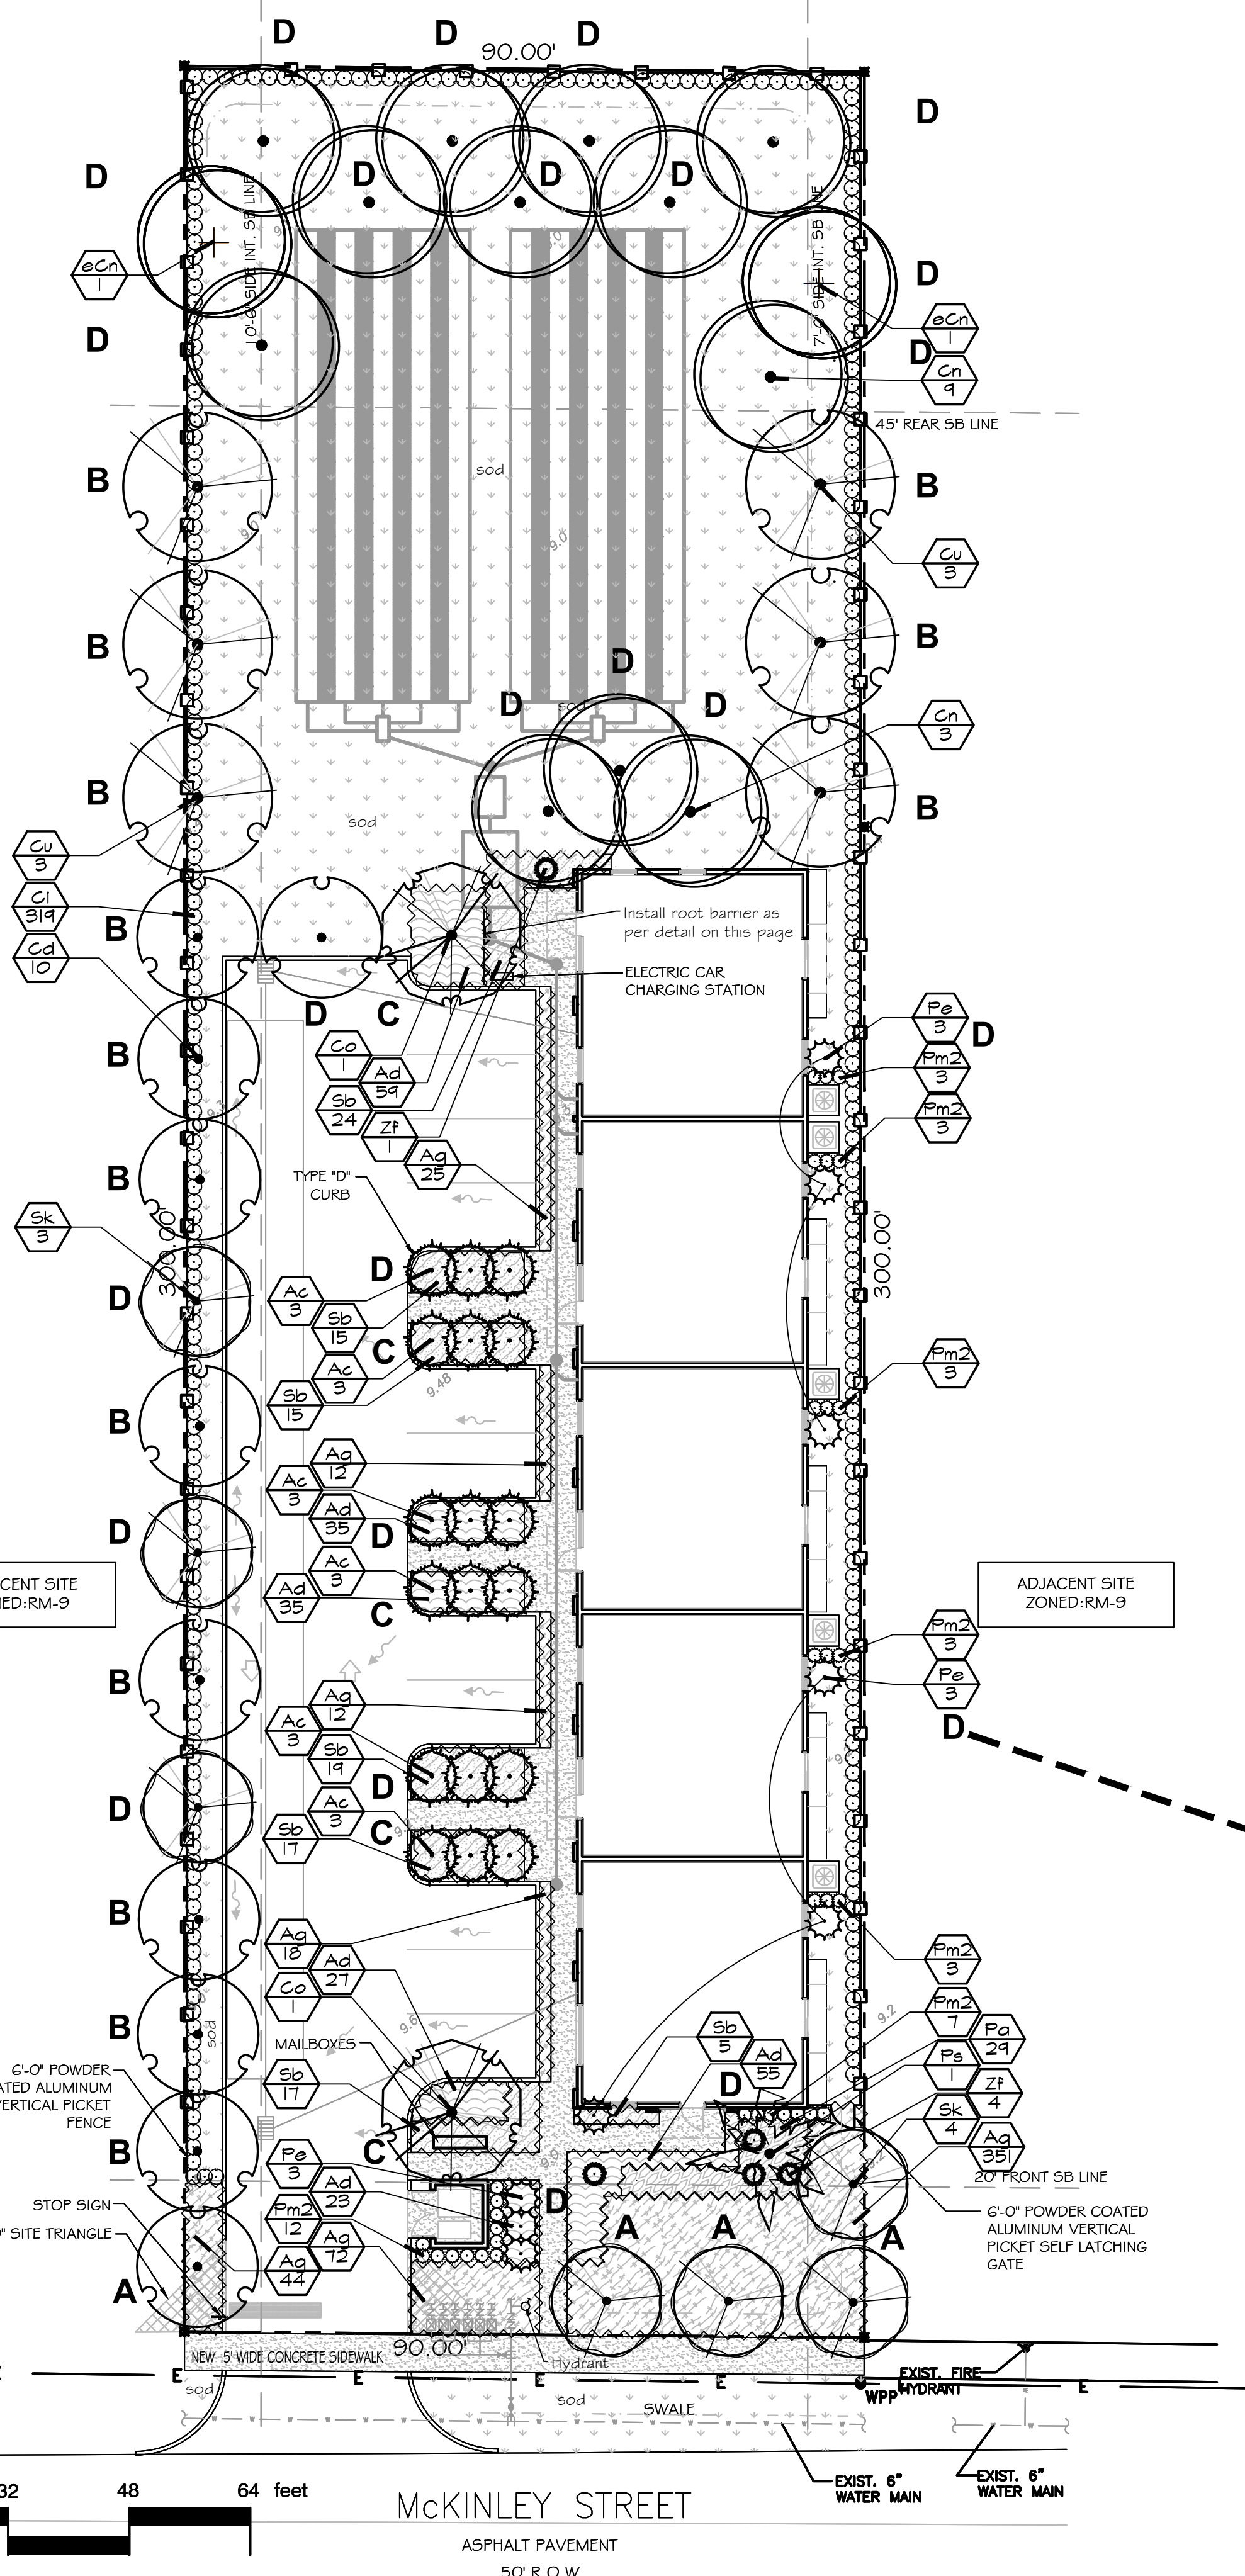 D D D
90.00'
D
D
D D D
10'-0" SIDE INT. SB LINE
7'-6" SIDE INT. SB LINE
eCn
1
D
eCn
1
D
D
Cn
9
45' REAR SB LINE
B
sod
B
9.0
Cu
3
B
B
D
D
sod
D
Cn
3
B
B
sod
Cu
3
Ci
319
Cd
10
B
Install root barrier as
per detail on this page
ELECTRIC CAR
CHARGING STATION
D
C
Pe
3
D
Pm2
3
Pm2
3
B
Co
1
Ad
59
Sb
24
Zf
1
Ag
25
B
TYPE "D"
CURB
Sk
3
300.00'
300.00'
D
D
Ac
3
Sb
15
C
Ac
3
Sb
15
9.48
Pm2
3
B
Ag
12
Ac
3
Ad
35
D
D
Ac
3
Ad
35
C
CENT SITE
ED:RM-9
ADJACENT SITE
ZONED:RM-9
Pm2
3
Pe
3
D
B
Ag
12
Ac
3
Sb
19
D
D
Ac
3
Sb
17
C
B
Ag
18
Ad
27
Co
1
Pm2
3
Pm2
7
Pa
29
Ps
1
Zf
4
Sk
4
Ag
351
9.2
9.6
B
sod
MAILBOXES
Sb
5
Ad
55
D
6'-0" POWDER
ATED ALUMINUM
VERTICAL PICKET
FENCE
Sb
17
B
C
Pe
3
Ad
23
D
Pm2
12
Ag
72
Ag
44
STOP SIGN
0" SITE TRIANGLE
A
A
A
A
20' FRONT SB LINE
6'-0" POWDER COATED
ALUMINUM VERTICAL
PICKET SELF LATCHING
GATE
NEW 5' WIDE CONCRETE SIDEWALK
90.00'
Hydrant
E E E E E
EXIST. FIRE
HYDRANT
WPP
sod
sod
SWALE
EXIST. 6"
WATER MAIN
EXIST. 6"
WATER MAIN
32 48 64 feet
McKINLEY STREET
ASPHALT PAVEMENT
50' R.O.W.